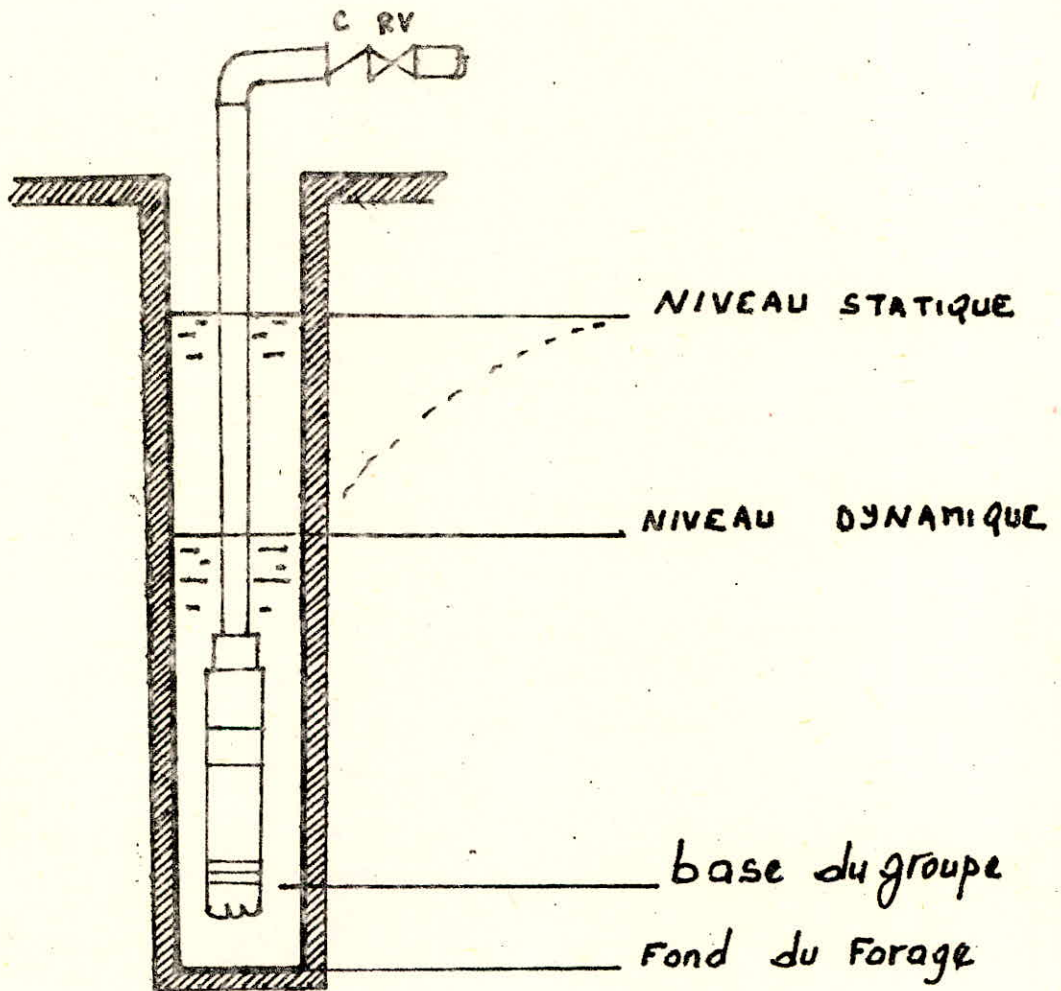 C RV
NIVEAU STATIQUE
NIVEAU DYNAMIQUE
base du groupe
Fond du Forage